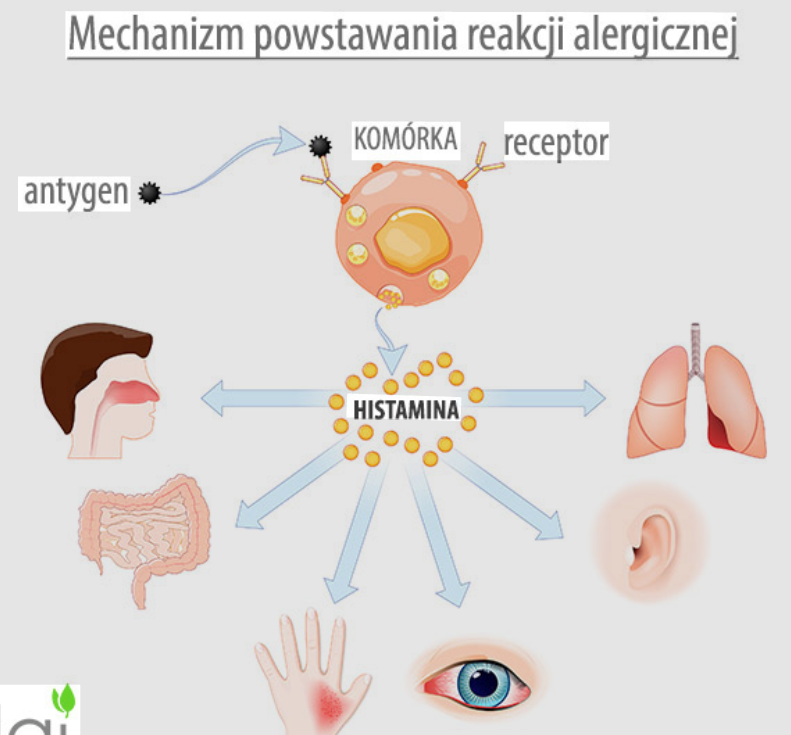 Mechanizm powstawania reakcji alergicznej
KOMÓRKA
receptor
antygen
HISTAMINA